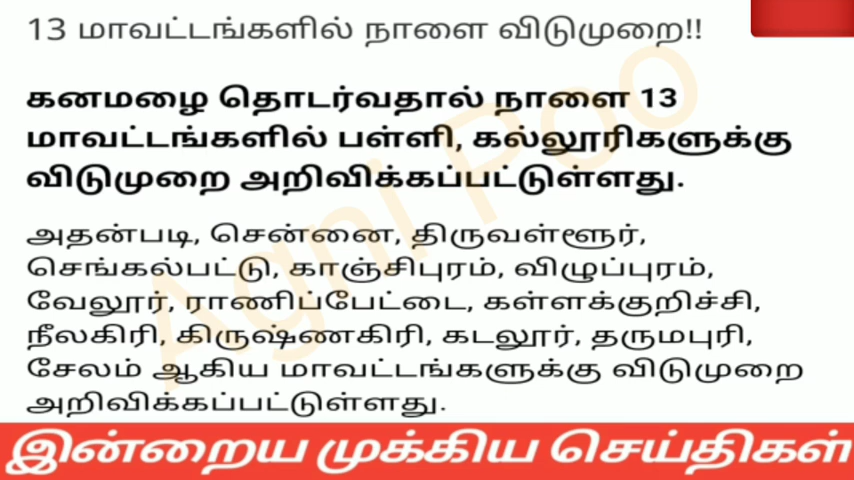 13 மாவட்டங்களில் நாளை விடுமுறை!!
கனமழை தொடர்வதால் நாளை 13
மாவட்டங்களில் பள்ளி, கல்லூரிகளுக்கு
விடுமுறை அறிவிக்கப்பட்டுள்ளது.
அதன்படி, சென்னை, திருவள்ளூர்,
செங்கல்பட்டு, காஞ்சிபுரம், விழுப்புரம்,
வேலூர், ராணிப்பேட்டை, கள்ளக்குறிச்சி,
நீலகிரி, கிருஷ்ணகிரி, கடலூர், தருமபுரி,
சேலம் ஆகிய மாவட்டங்களுக்கு விடுமுறை
அறிவிக்கப்பட்டுள்ளது.
Agni Poo
இன்றைய முக்கிய செய்திகள்